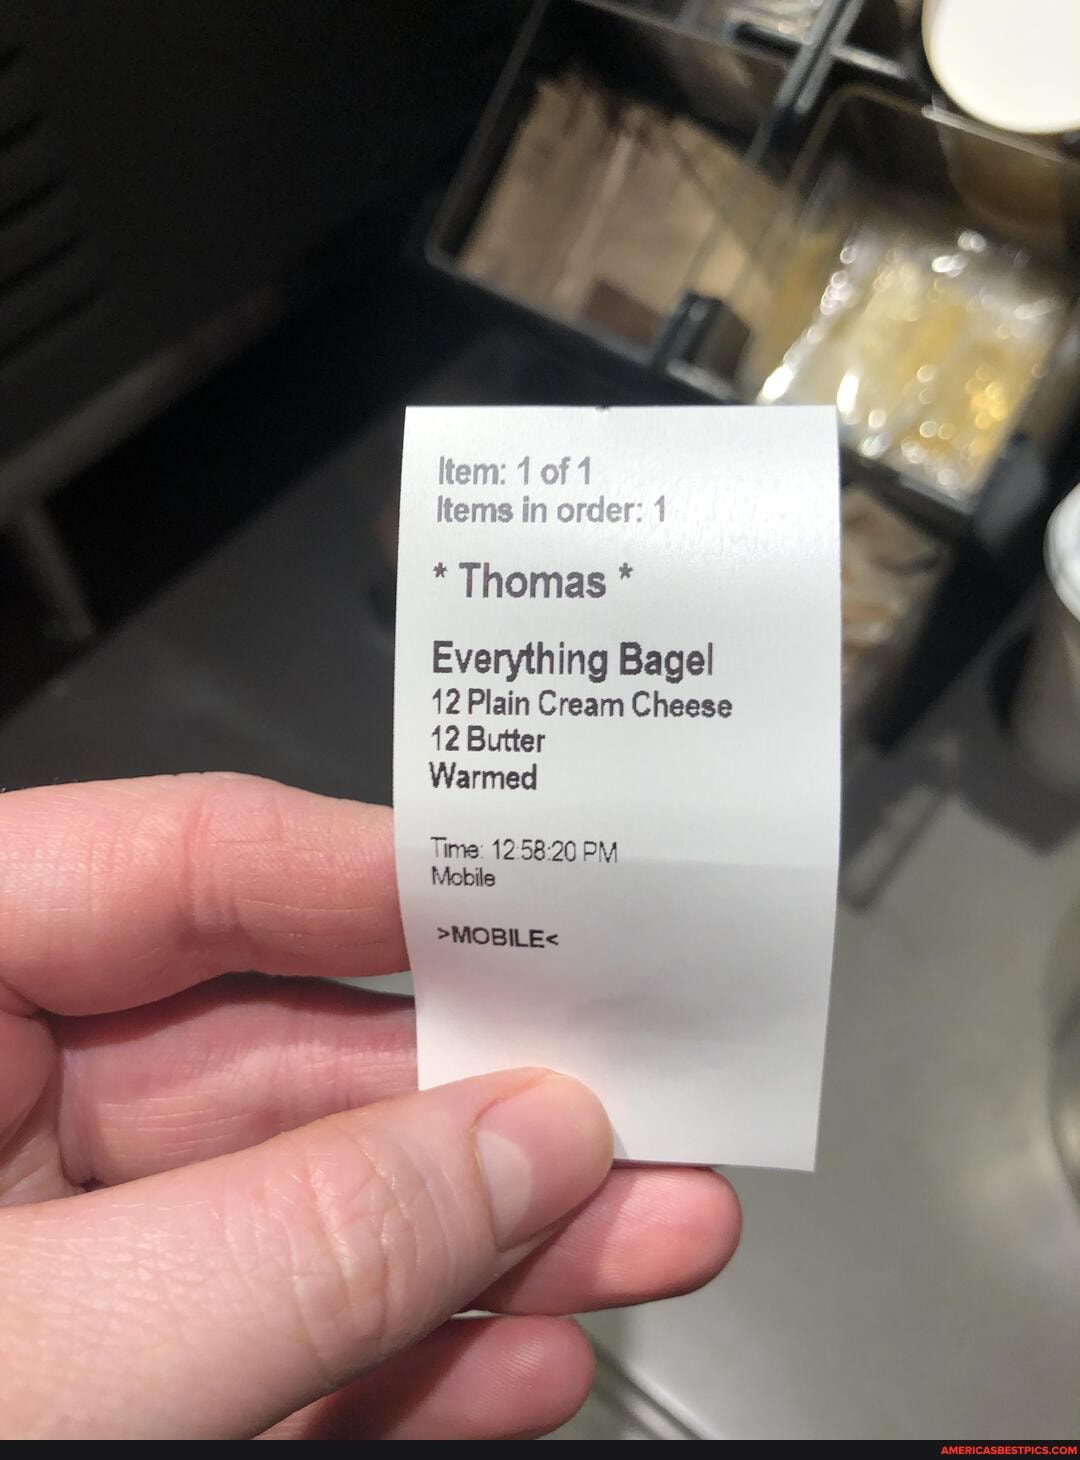 Item: 1 of 1
Items in order: 1
* Thomas *
Everything Bagel
12 Plain Cream Cheese
12 Butter
Warmed
Time: 12:58:20 PM
Mobile
>MOBILE<
AMERICASBESTPICS.COM